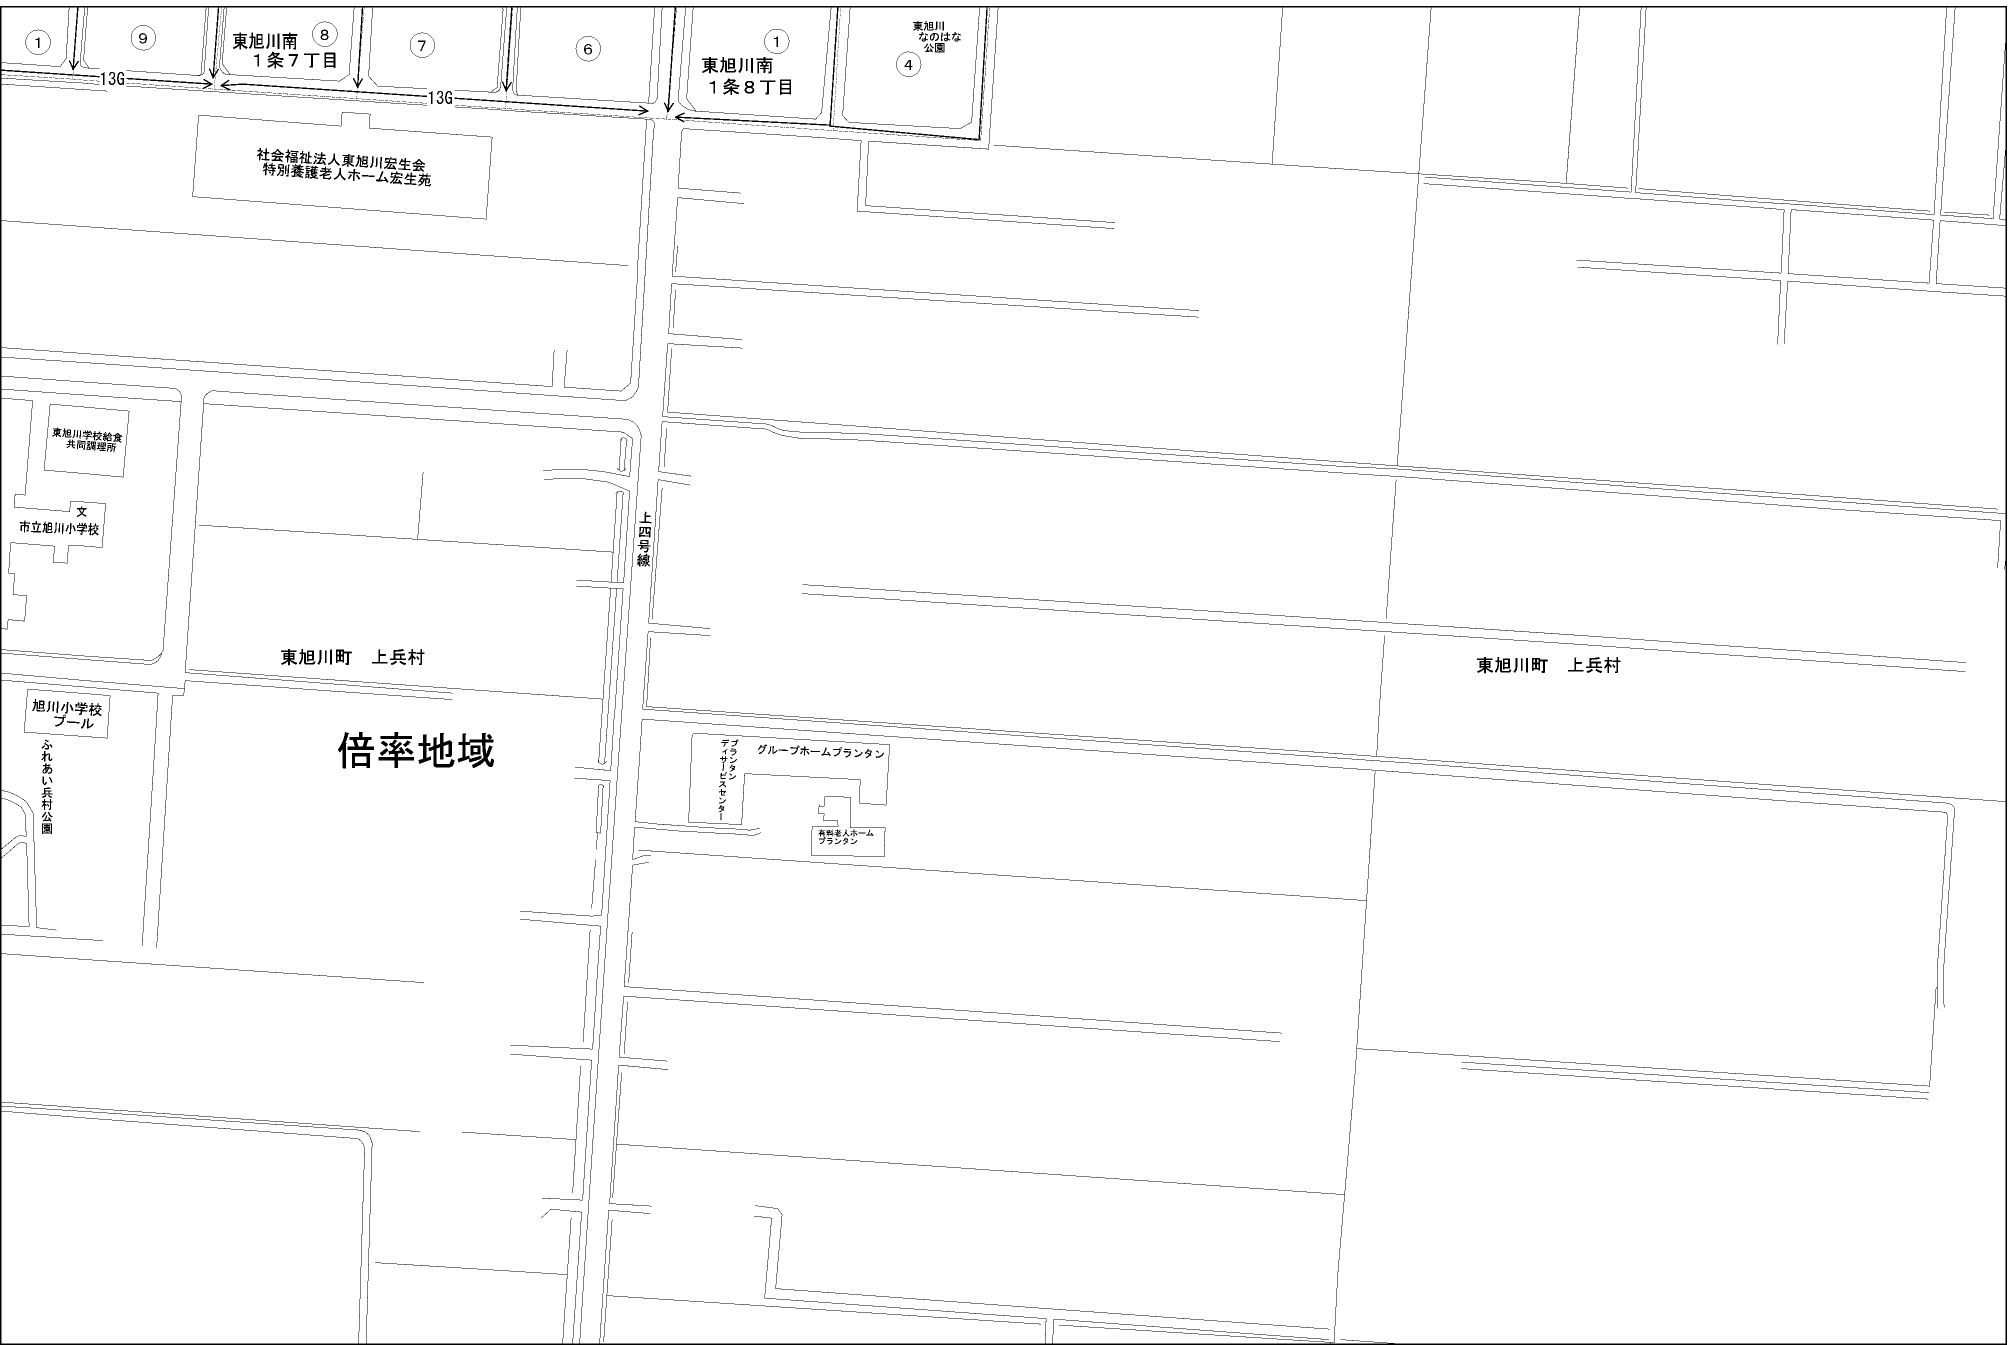 ①
⑨
東旭川南
１条７丁目
⑧
⑦
⑥
東旭川南
１条８丁目
①
④
東旭川
なのはな
公園
13G
13G
社会福祉法人東旭川宏生会
特別養護老人ホーム宏生苑
東旭川学校給食
共同調理所
文
市立旭川小学校
上四号線
東旭川町　上兵村
東旭川町　上兵村
旭川小学校
プール
倍率地域
ふれあい兵村公園
プランタン
デイサービスセンター
グループホームプランタン
有料老人ホーム
プランタン